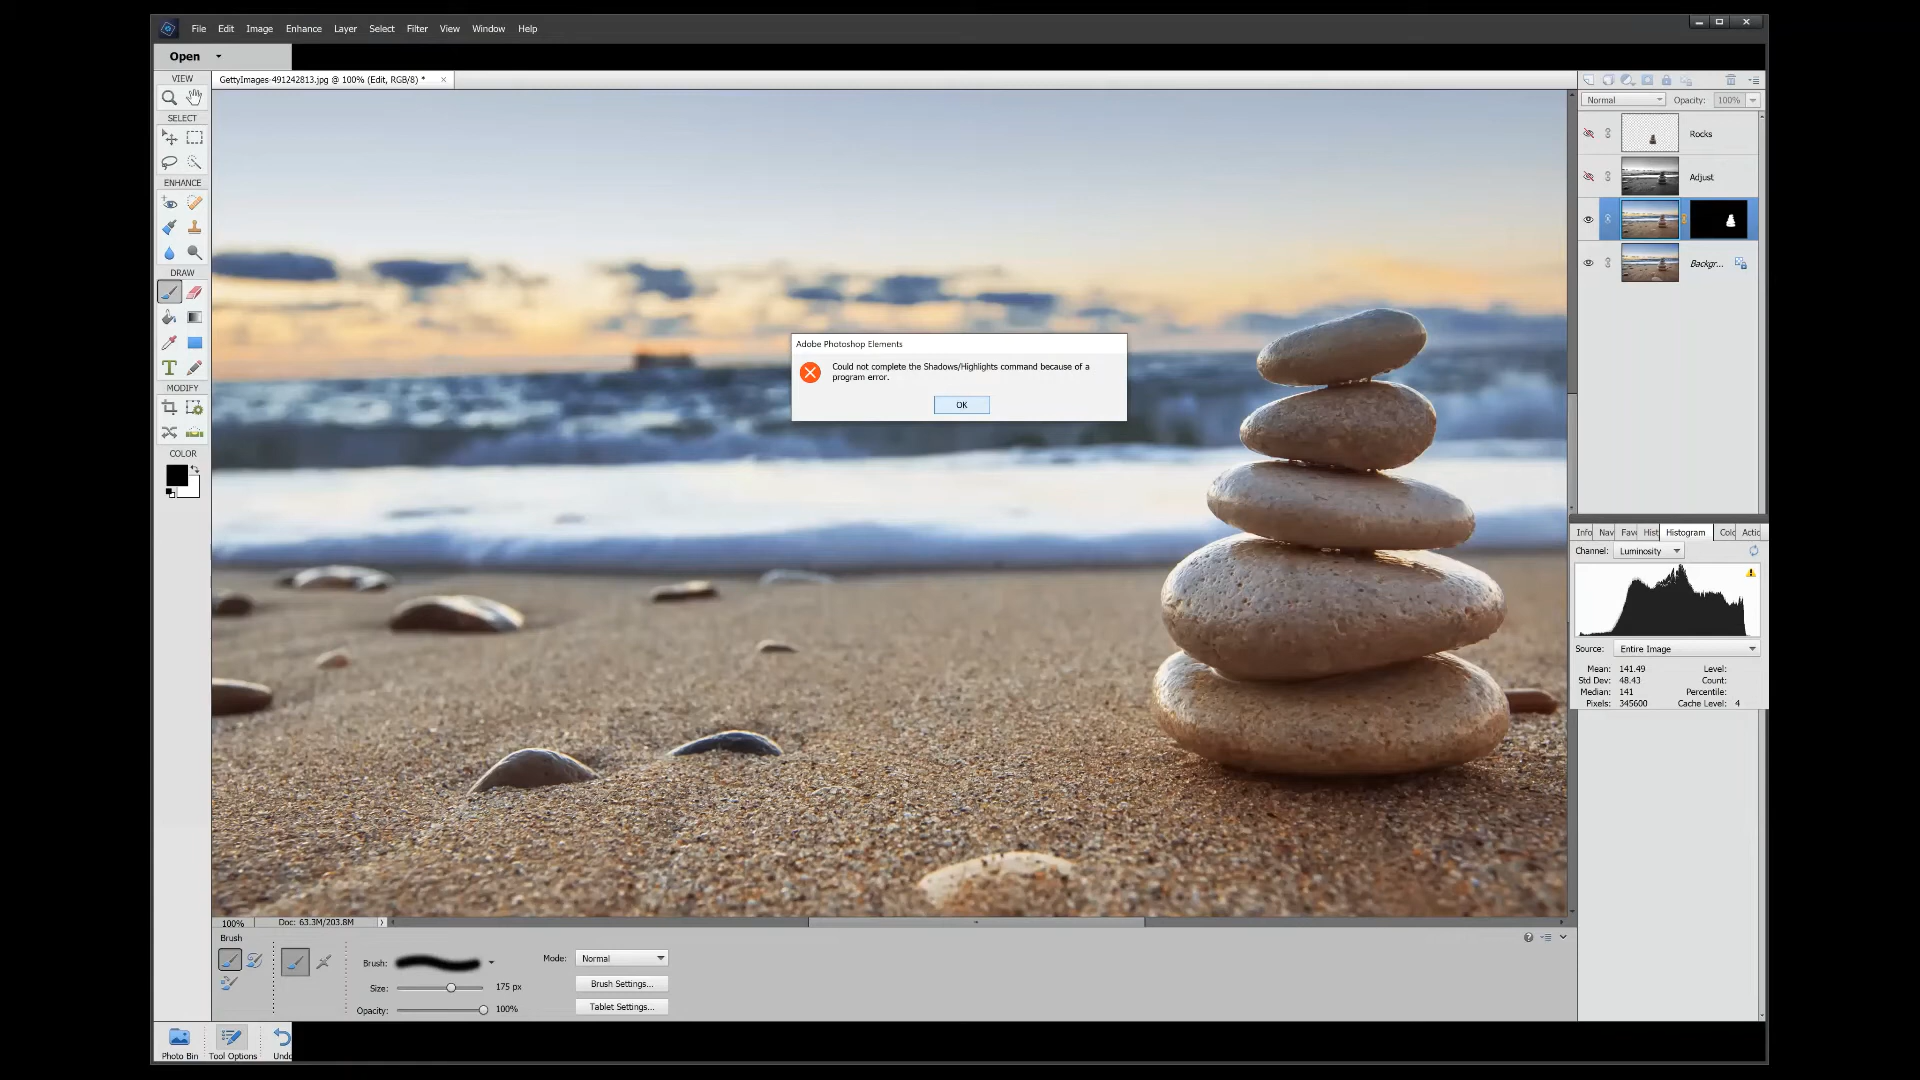 File Edit Image Enhance Layer Select Filter View Window Help
Open
VIEW
SELECT
ENHANCE
DRAW
T
MODIFY
COLOR
GettyImages-491242813.jpg @ 100% (Edit, RGB/8) * ×
Adobe Photoshop Elements
Could not complete the Shadows/Highlights command because of a
program error.
OK
Normal Opacity: 100%
Rocks
Adjust
Backgr...
Info Nav Fav Hist Histogram Colo Actio
Channel: Luminosity
Source: Entire Image
Mean: 141.49 Level:
Std Dev: 48.43 Count:
Median: 141 Percentile:
Pixels: 345600 Cache Level: 4
100% Doc: 63.3M/203.8M
Brush
Brush: Mode: Normal
Size: 175 px Brush Settings...
Opacity: 100% Tablet Settings...
Photo Bin Tool Options Undo